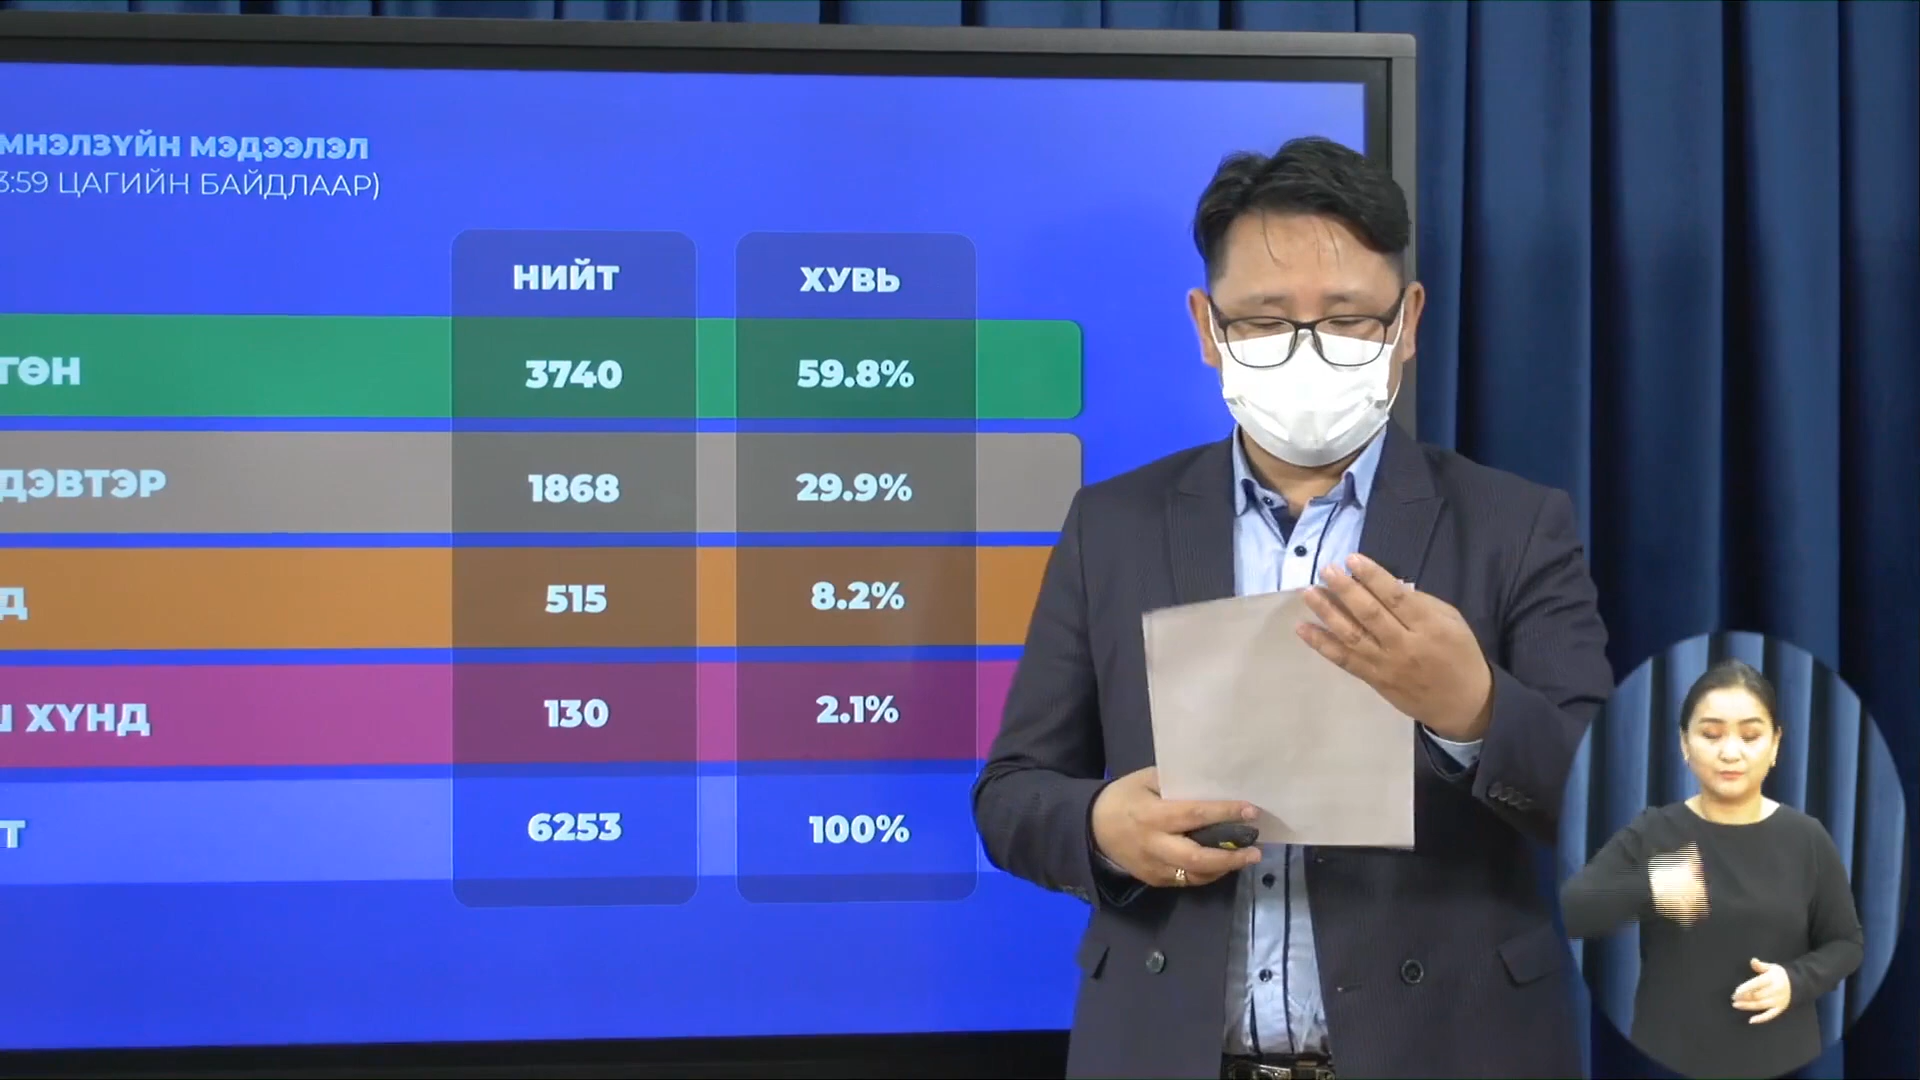 МНЭЛЗҮЙН МЭДЭЭЛЭЛ
3:59 ЦАГИЙН БАЙДЛААР)
НИЙТ ХУВЬ
ГӨН 3740 59.8%
ДЭВТЭР 1868 29.9%
Д 515 8.2%
Ш ХҮНД 130 2.1%
Т 6253 100%